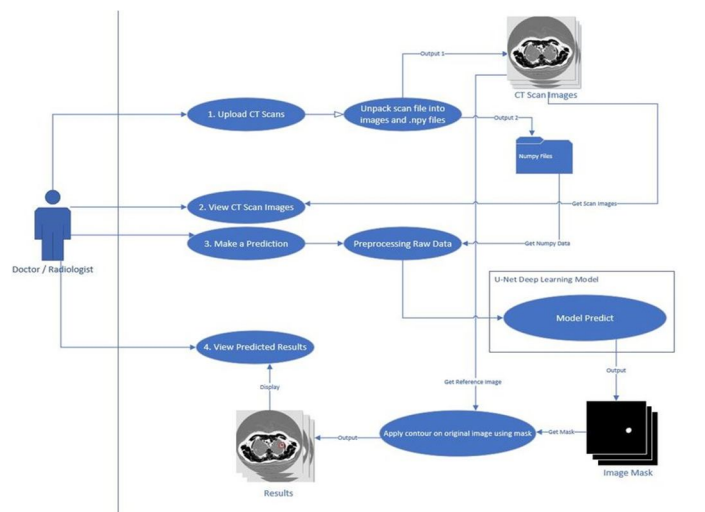 Output 1
CT Scan Images
1. Upload CT Scans
Unpack scan file into
images and .npy files
Output 2
Numpy Files
2. View CT Scan Images
Get Scan Images
3. Make a Prediction
Preprocessing Raw Data
Get Numpy Data
Doctor / Radiologist
U-Net Deep Learning Model
Model Predict
4. View Predicted Results
Output
Display
Get Reference Image
Apply contour on original image using mask
Get Mask
Output
Image Mask
Results